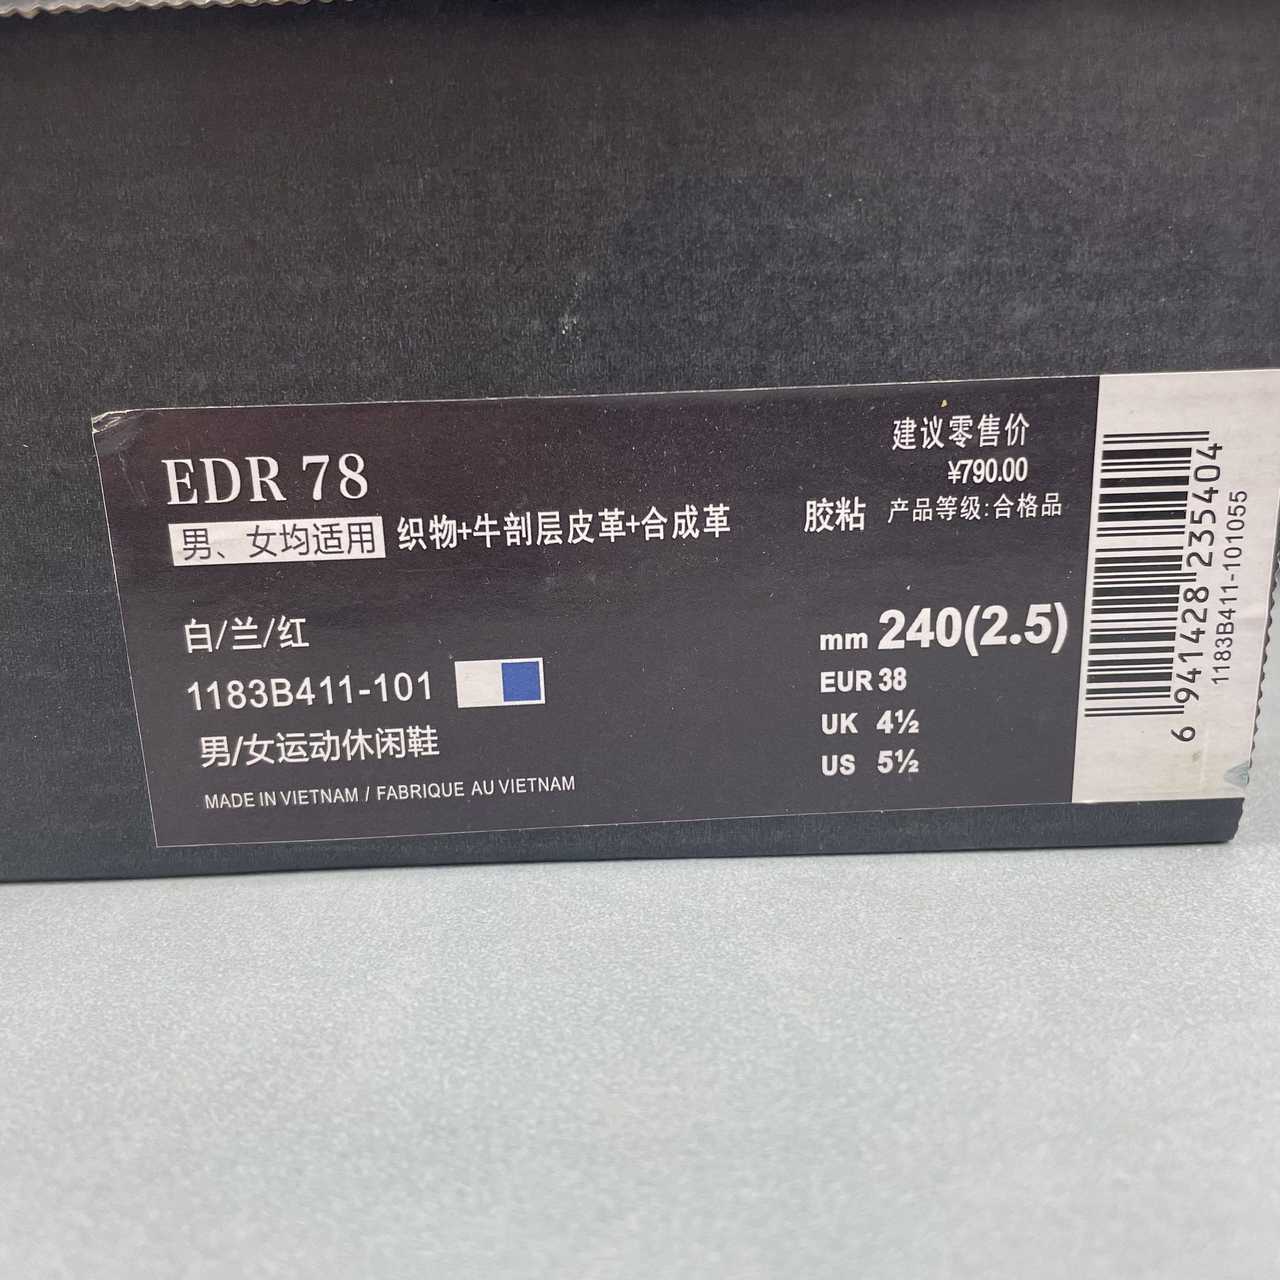 EDR 78
男、女均适用 织物+牛剖层皮革+合成革
建议零售价
¥790.00
胶粘 产品等级:合格品
白/兰/红
1183B411-101
男/女运动休闲鞋
MADE IN VIETNAM / FABRIQUE AU VIETNAM
mm 240(2.5)
EUR 38
UK 4½
US 5½
6 941428 235404
1183B411-101055